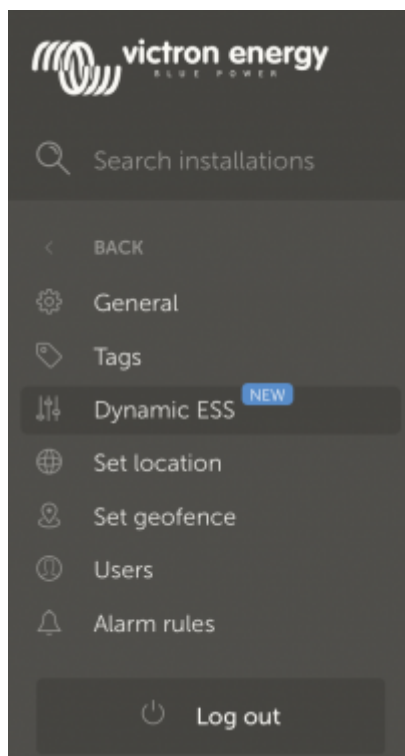 victron energy
BLUE POWER
Search installations
BACK
General
Tags
Dynamic ESS NEW
Set location
Set geofence
Users
Alarm rules
Log out